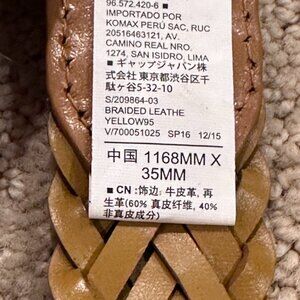 96.572.420-6 ■
IMPORTADO POR
KOMAX PERÚ SAC, RUC
20516463121, AV.
CAMINO REAL NRO.
1274, SAN ISIDRO, LIMA
■ ギャップジャパン株
式会社 東京都渋谷区千
駄ヶ谷5-32-10
S/209864-03
BRAIDED LEATHE
YELLOW95
V/700051025 SP16 12/15
中国 1168MM X
35MM
■ CN : 饰边: 牛皮革, 再
生革(60% 真皮纤维, 40%
非真皮成分)